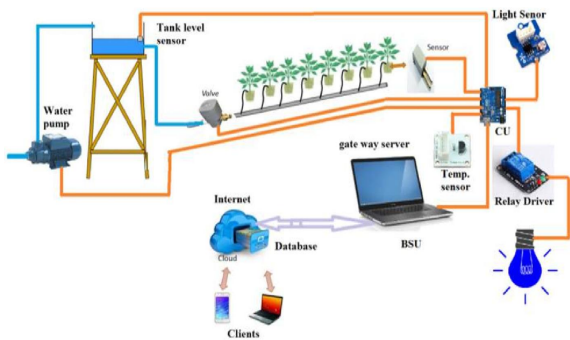 Tank level
sensor
Light Senor
Sensor
Valve
Water
pump
CU
gate way server
Temp.
sensor
Relay Driver
Internet
Database
BSU
Cloud
Clients